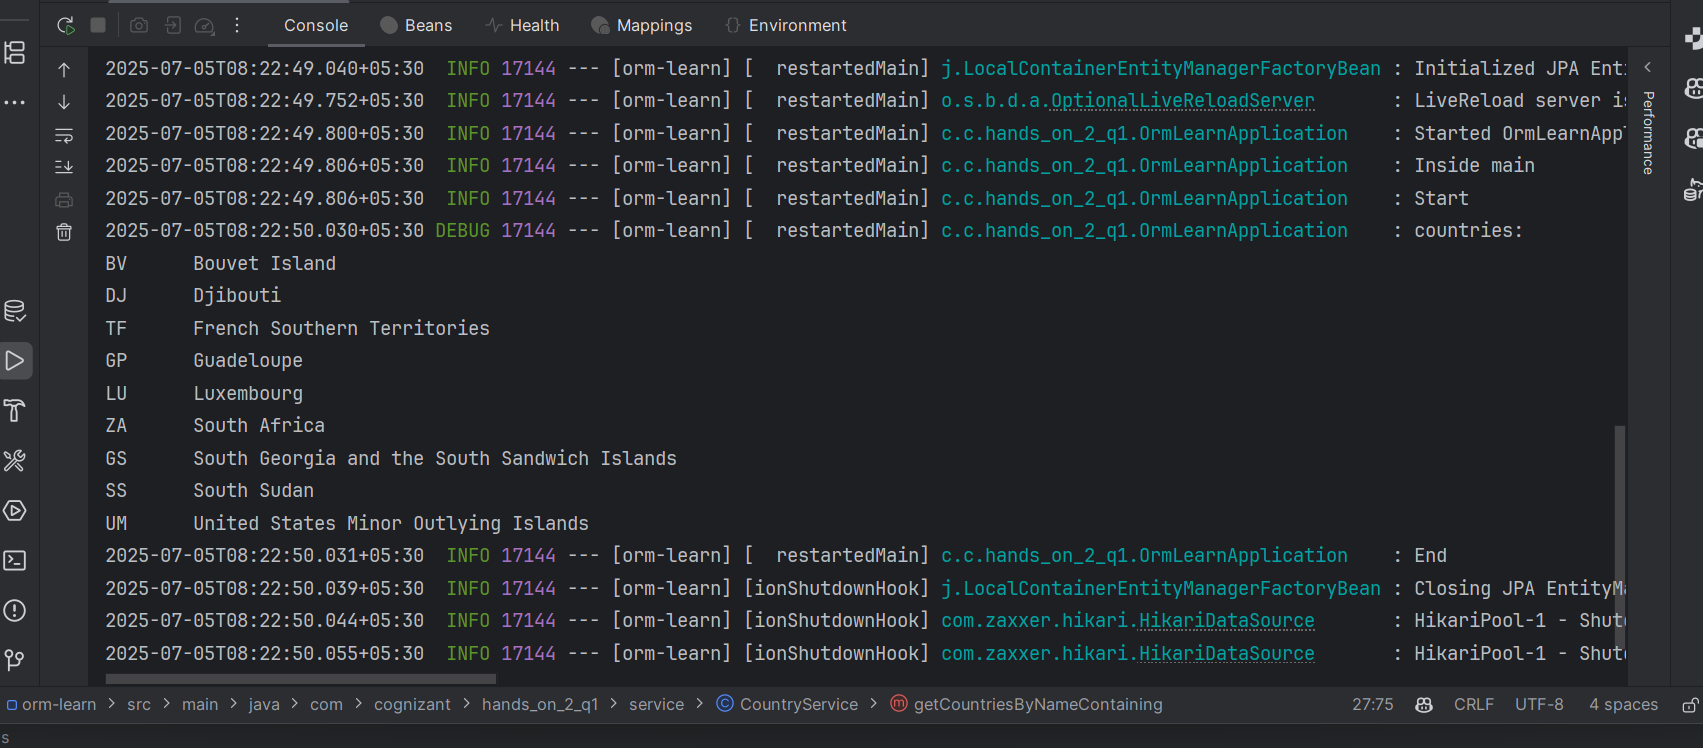 Console Beans Health Mappings Environment
2025-07-05T08:22:49.040+05:30 INFO 17144 --- [orm-learn] [ restartedMain] j.LocalContainerEntityManagerFactoryBean : Initialized JPA Ent
2025-07-05T08:22:49.752+05:30 INFO 17144 --- [orm-learn] [ restartedMain] o.s.b.d.a.OptionalLiveReloadServer : LiveReload server i
2025-07-05T08:22:49.800+05:30 INFO 17144 --- [orm-learn] [ restartedMain] c.c.hands_on_2_q1.OrmLearnApplication : Started OrmLearnApp
2025-07-05T08:22:49.806+05:30 INFO 17144 --- [orm-learn] [ restartedMain] c.c.hands_on_2_q1.OrmLearnApplication : Inside main
2025-07-05T08:22:49.806+05:30 INFO 17144 --- [orm-learn] [ restartedMain] c.c.hands_on_2_q1.OrmLearnApplication : Start
2025-07-05T08:22:50.030+05:30 DEBUG 17144 --- [orm-learn] [ restartedMain] c.c.hands_on_2_q1.OrmLearnApplication : countries:
BV Bouvet Island
DJ Djibouti
TF French Southern Territories
GP Guadeloupe
LU Luxembourg
ZA South Africa
GS South Georgia and the South Sandwich Islands
SS South Sudan
UM United States Minor Outlying Islands
2025-07-05T08:22:50.031+05:30 INFO 17144 --- [orm-learn] [ restartedMain] c.c.hands_on_2_q1.OrmLearnApplication : End
2025-07-05T08:22:50.039+05:30 INFO 17144 --- [orm-learn] [ionShutdownHook] j.LocalContainerEntityManagerFactoryBean : Closing JPA EntityM
2025-07-05T08:22:50.044+05:30 INFO 17144 --- [orm-learn] [ionShutdownHook] com.zaxxer.hikari.HikariDataSource : HikariPool-1 - Shut
2025-07-05T08:22:50.055+05:30 INFO 17144 --- [orm-learn] [ionShutdownHook] com.zaxxer.hikari.HikariDataSource : HikariPool-1 - Shut
Performance
orm-learn > src > main > java > com > cognizant > hands_on_2_q1 > service > CountryService > getCountriesByNameContaining 27:75 CRLF UTF-8 4 spaces
s